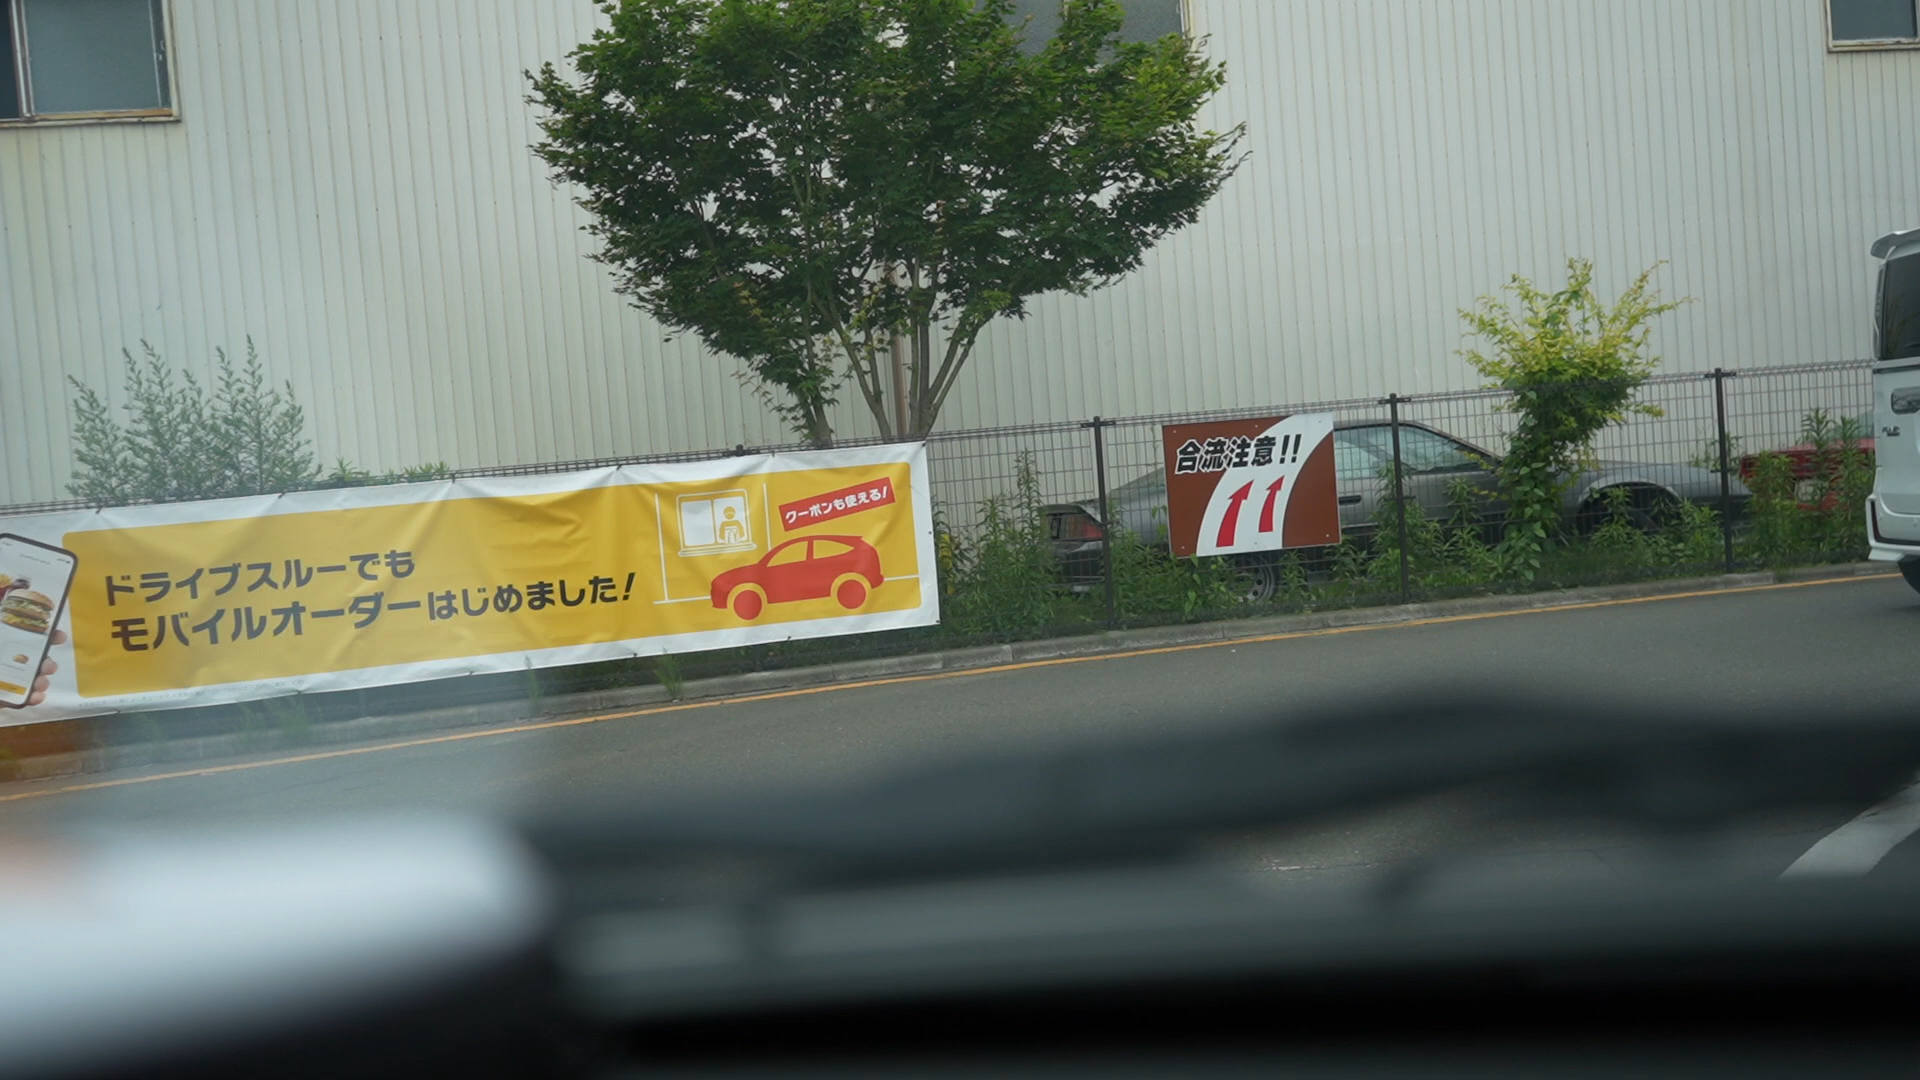 ドライブスルーでも
モバイルオーダーはじめました!
クーポンも使える!
合流注意!!